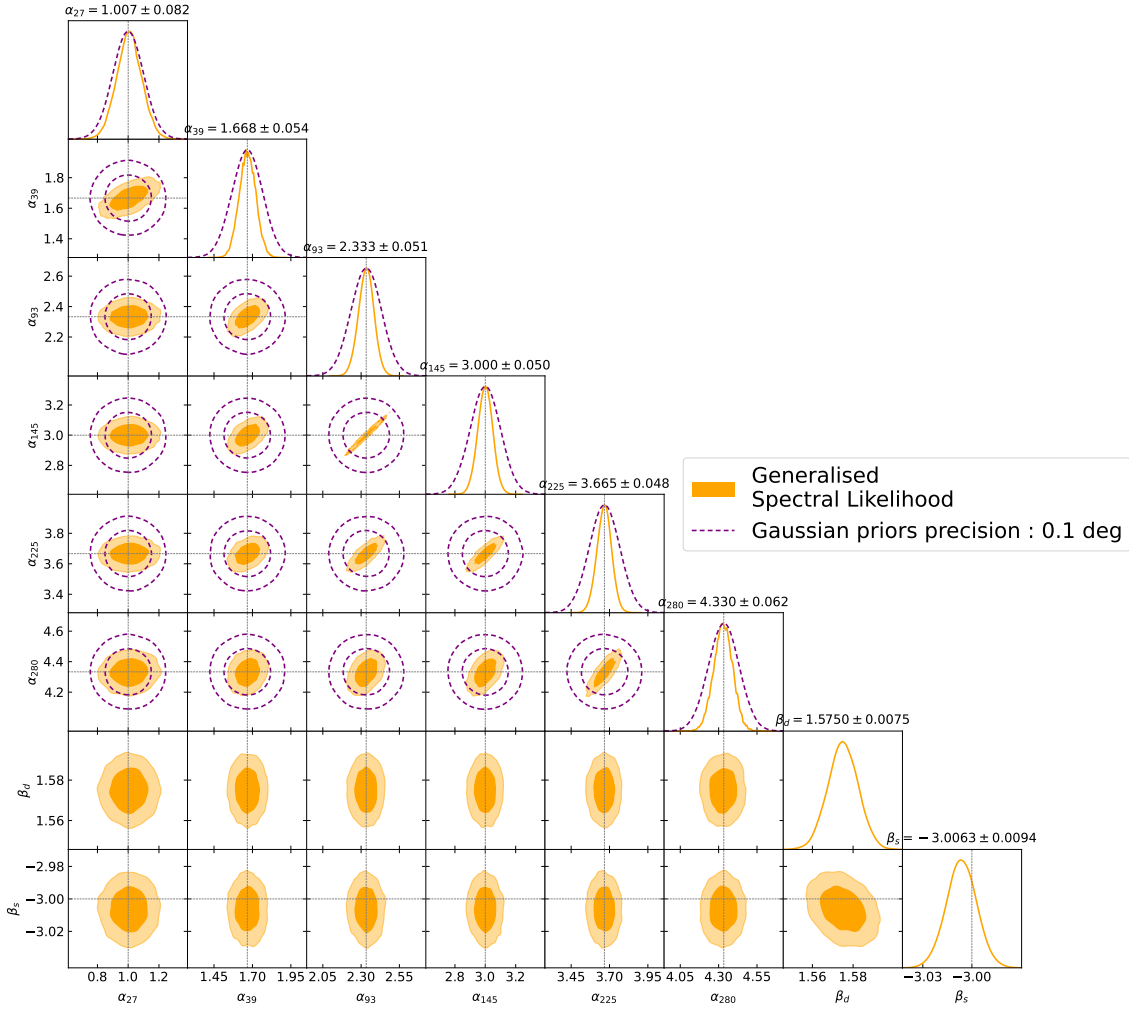 α27 = 1.007 ± 0.082
α39 = 1.668 ± 0.054
1.8
1.6
1.4
α39
α93 = 2.333 ± 0.051
2.6
2.4
2.2
α93
α145 = 3.000 ± 0.050
3.2
3.0
2.8
α145
α225 = 3.665 ± 0.048
3.8
3.6
3.4
α225
Generalised
Spectral Likelihood
Gaussian priors precision : 0.1 deg
α280 = 4.330 ± 0.062
4.6
4.4
4.2
α280
βd = 1.5750 ± 0.0075
1.58
1.56
βd
βs = −3.0063 ± 0.0094
−2.98
−3.00
−3.02
βs
0.8 1.0 1.2 1.45 1.70 1.95 2.05 2.30 2.55 2.8 3.0 3.2 3.45 3.70 3.95 4.05 4.30 4.55 1.56 1.58 −3.03 −3.00
α27 α39 α93 α145 α225 α280 βd βs